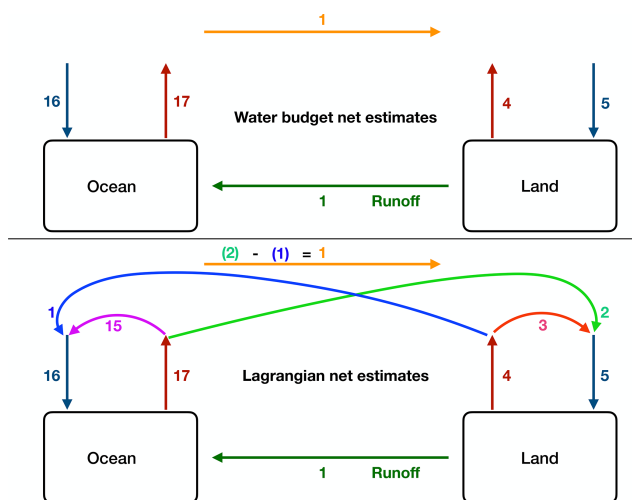 1
16
17
Water budget net estimates
4
5
Ocean
Land
1 Runoff
(2) - (1) = 1
1
15
3
2
16
17
Lagrangian net estimates
4
5
Ocean
Land
1 Runoff